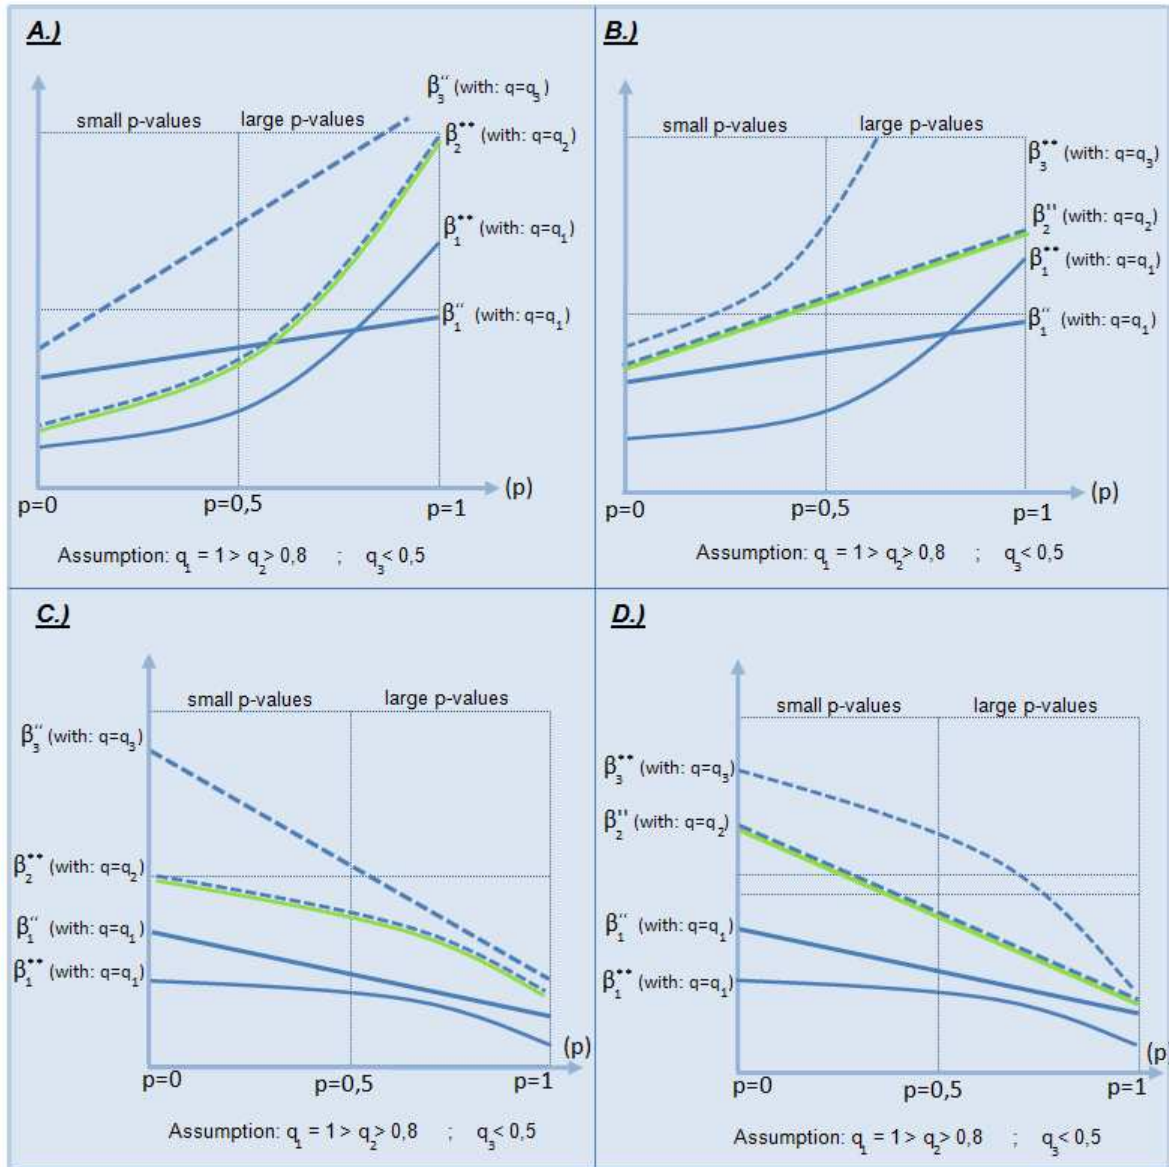 A.)
β₃′′ (with: q=q₃)
small p-values
large p-values
β₂** (with: q=q₂)
β₁** (with: q=q₁)
β₁′′ (with: q=q₁)
(p)
p=0
p=0,5
p=1
Assumption: q₁ = 1 > q₂ > 0,8 ; q₃ < 0,5
B.)
small p-values
large p-values
β₃** (with: q=q₃)
β₂′′ (with: q=q₂)
β₁** (with: q=q₁)
β₁′′ (with: q=q₁)
(p)
p=0
p=0,5
p=1
Assumption: q₁ = 1 > q₂ > 0,8 ; q₃ < 0,5
C.)
small p-values
large p-values
β₃′′ (with: q=q₃)
β₂** (with: q=q₂)
β₁′′ (with: q=q₁)
β₁** (with: q=q₁)
(p)
p=0
p=0,5
p=1
Assumption: q₁ = 1 > q₂ > 0,8 ; q₃ < 0,5
D.)
small p-values
large p-values
β₃** (with: q=q₃)
β₂′′ (with: q=q₂)
β₁′′ (with: q=q₁)
β₁** (with: q=q₁)
(p)
p=0
p=0,5
p=1
Assumption: q₁ = 1 > q₂ > 0,8 ; q₃ < 0,5